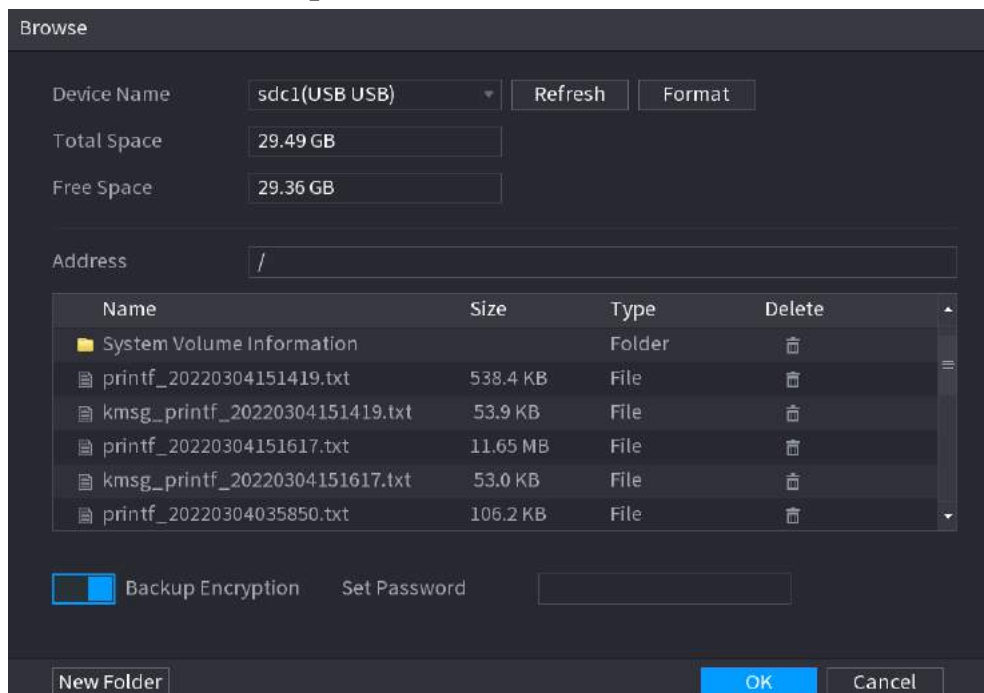 Browse
Device Name sdc1(USB USB) Refresh Format
Total Space 29.49 GB
Free Space 29.36 GB
Address /
Name Size Type Delete
System Volume Information Folder
printf_20220304151419.txt 538.4 KB File
kmsg_printf_20220304151419.txt 53.9 KB File
printf_20220304151617.txt 11.65 MB File
kmsg_printf_20220304151617.txt 53.0 KB File
printf_20220304035850.txt 106.2 KB File
Backup Encryption Set Password
New Folder OK Cancel